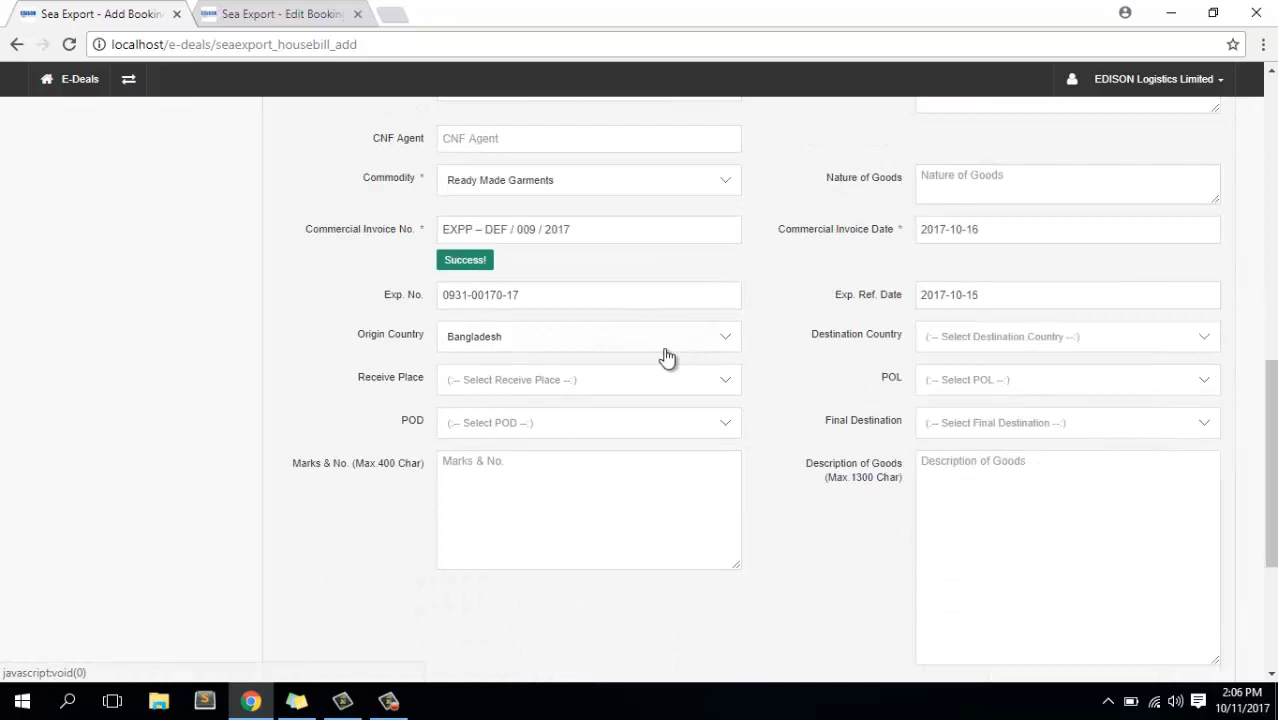 Sea Export - Add Bookin
Sea Export - Edit Booking
localhost/e-deals/seaexport_housebill_add
E-Deals
EDISON Logistics Limited
CNF Agent
CNF Agent
Commodity *
Ready Made Garments
Nature of Goods
Nature of Goods
Commercial Invoice No. *
EXPP – DEF / 009 / 2017
Commercial Invoice Date *
2017-10-16
Success!
Exp. No.
0931-00170-17
Exp. Ref. Date
2017-10-15
Origin Country
Bangladesh
Destination Country
(:-- Select Destination Country --:)
Receive Place
(:-- Select Receive Place --:)
POL
(:-- Select POL --:)
POD
(:-- Select POD --:)
Final Destination
(:-- Select Final Destination --:)
Marks & No. (Max.400 Char)
Marks & No.
Description of Goods
(Max.1300 Char)
Description of Goods
javascript:void(0)
2:06 PM
10/11/2017